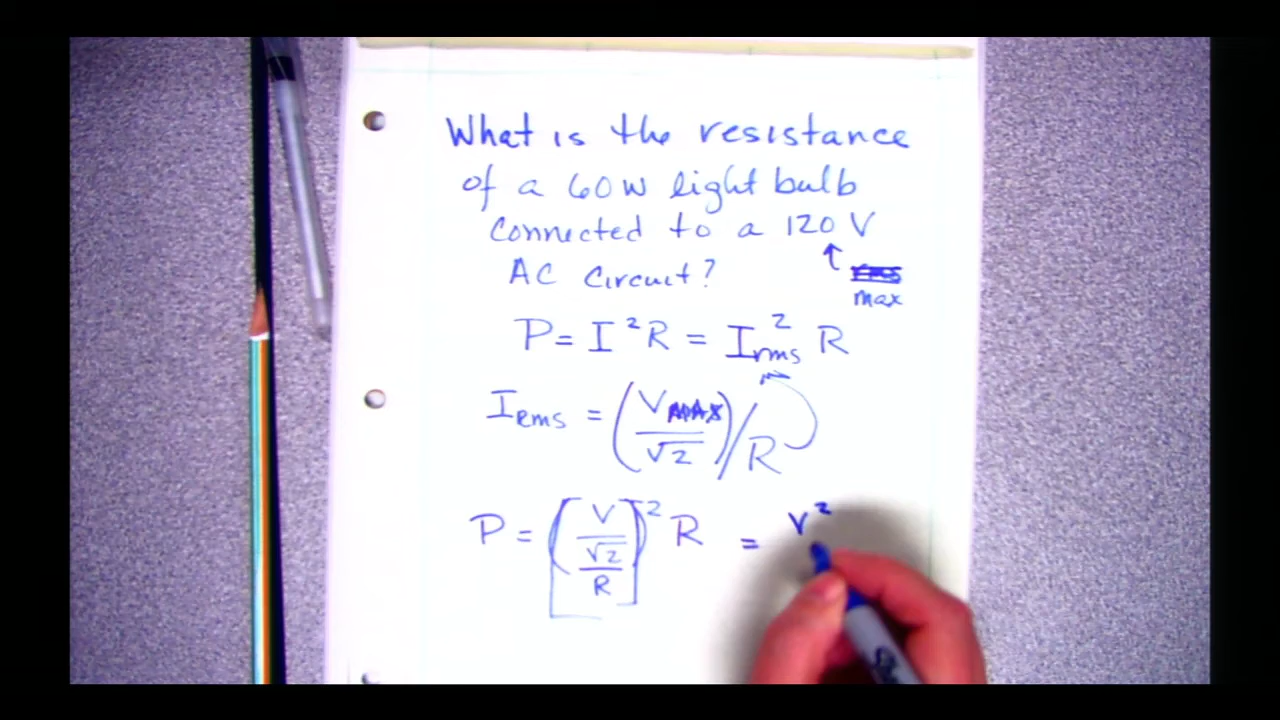 What is the resistance
of a 60W light bulb
connected to a 120 V
AC Circuit?
max
P = I²R = Irms² R
IRms = (V / √2) / R
P = [(V / √2 / R)]² R = V²